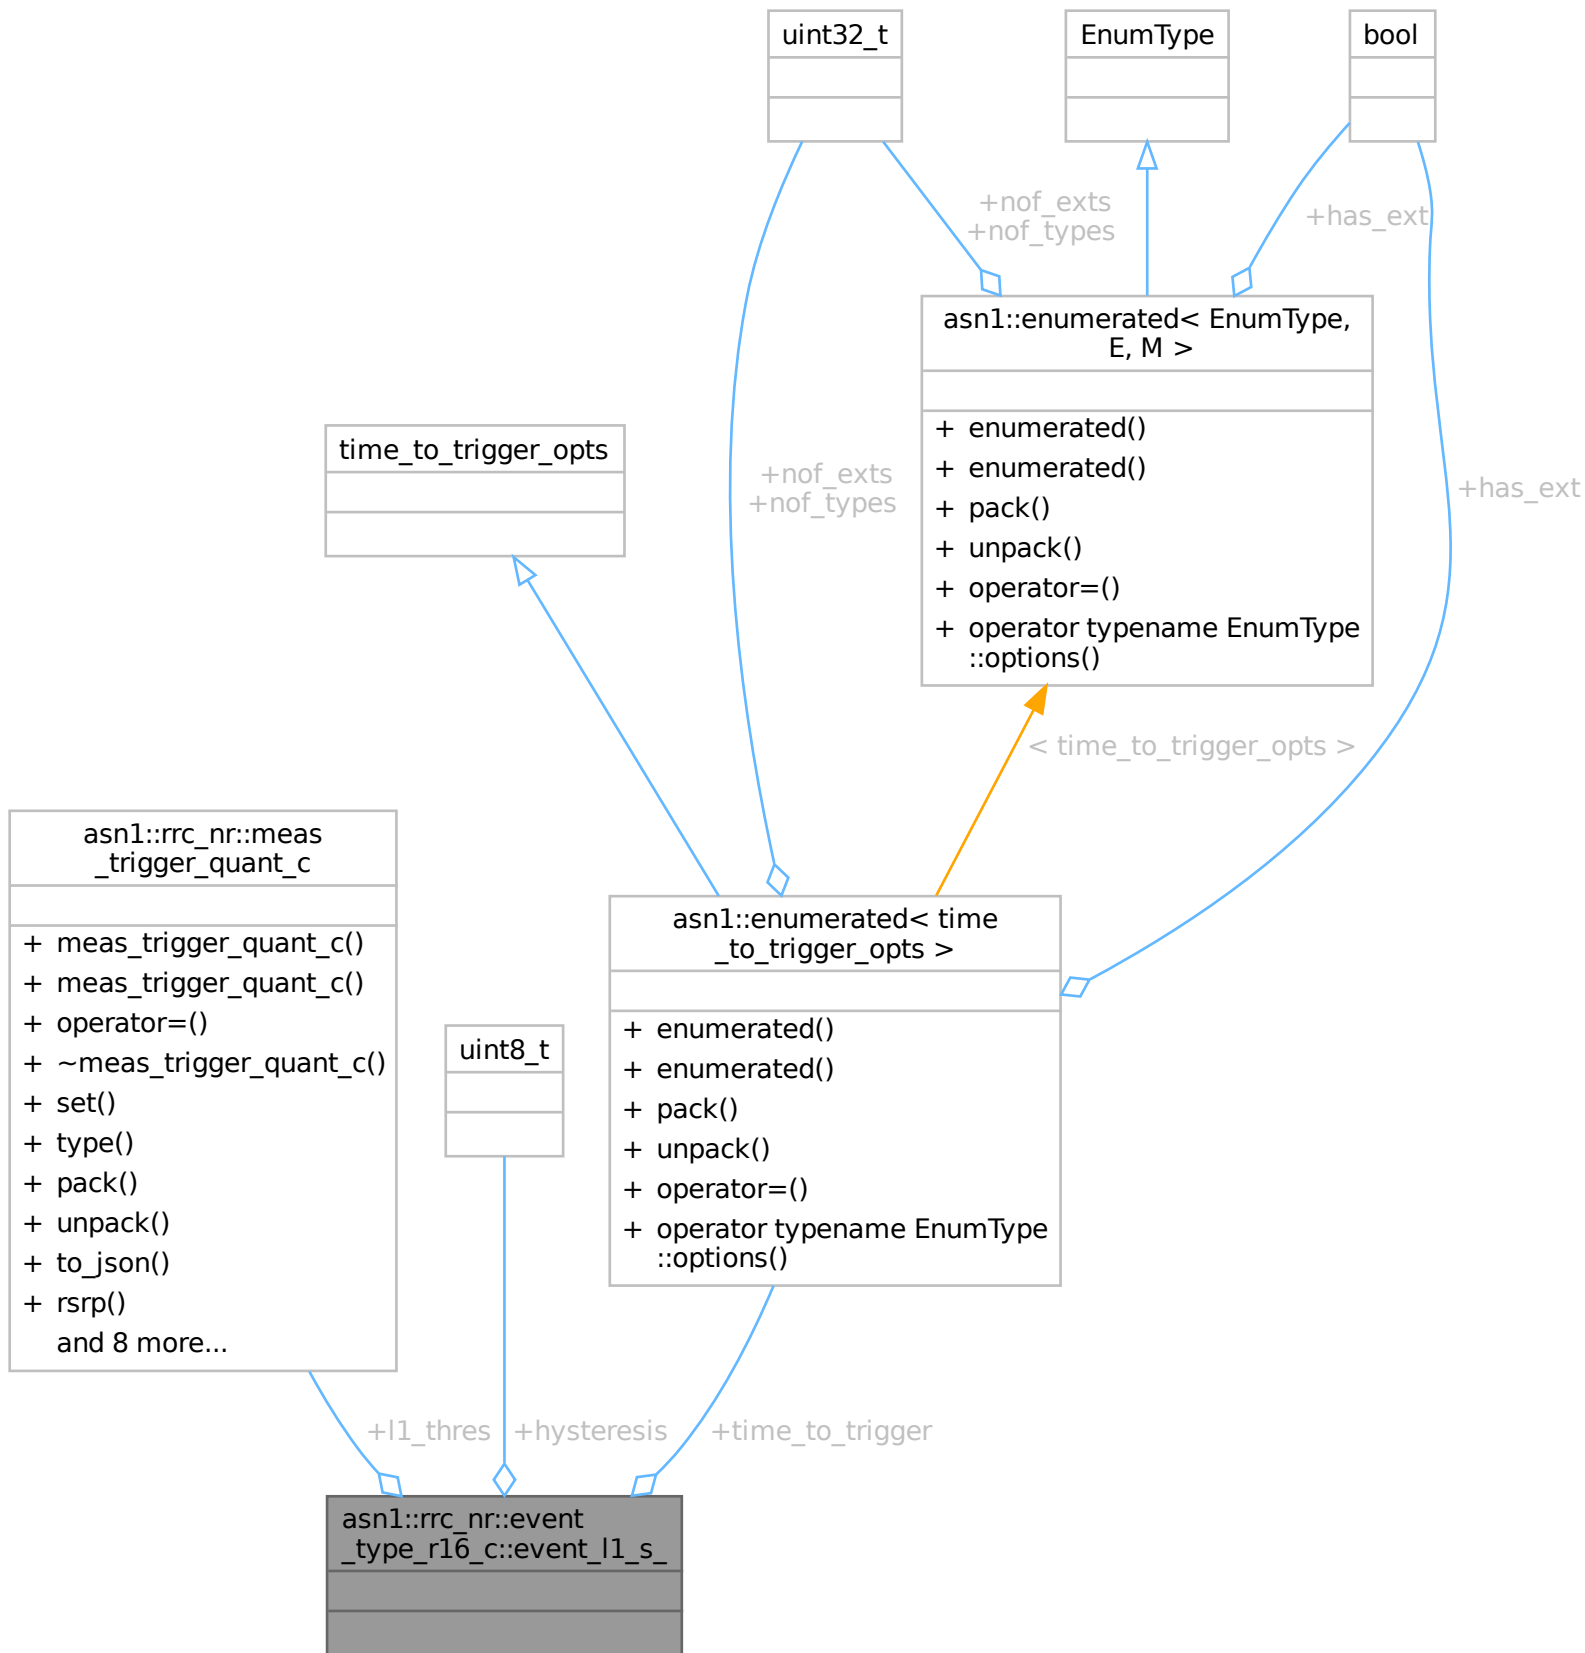 uint32_t
EnumType
bool
+nof_exts
+nof_types
+has_ext
asn1::enumerated< EnumType,
E, M >
+ enumerated()
+ enumerated()
+ pack()
+ unpack()
+ operator=()
+ operator typename EnumType
::options()
time_to_trigger_opts
+nof_exts
+nof_types
+has_ext
< time_to_trigger_opts >
asn1::rrc_nr::meas
_trigger_quant_c
+ meas_trigger_quant_c()
+ meas_trigger_quant_c()
+ operator=()
+ ~meas_trigger_quant_c()
+ set()
+ type()
+ pack()
+ unpack()
+ to_json()
+ rsrp()
and 8 more...
uint8_t
asn1::enumerated< time
_to_trigger_opts >
+ enumerated()
+ enumerated()
+ pack()
+ unpack()
+ operator=()
+ operator typename EnumType
::options()
+l1_thres
+hysteresis
+time_to_trigger
asn1::rrc_nr::event
_type_r16_c::event_l1_s_